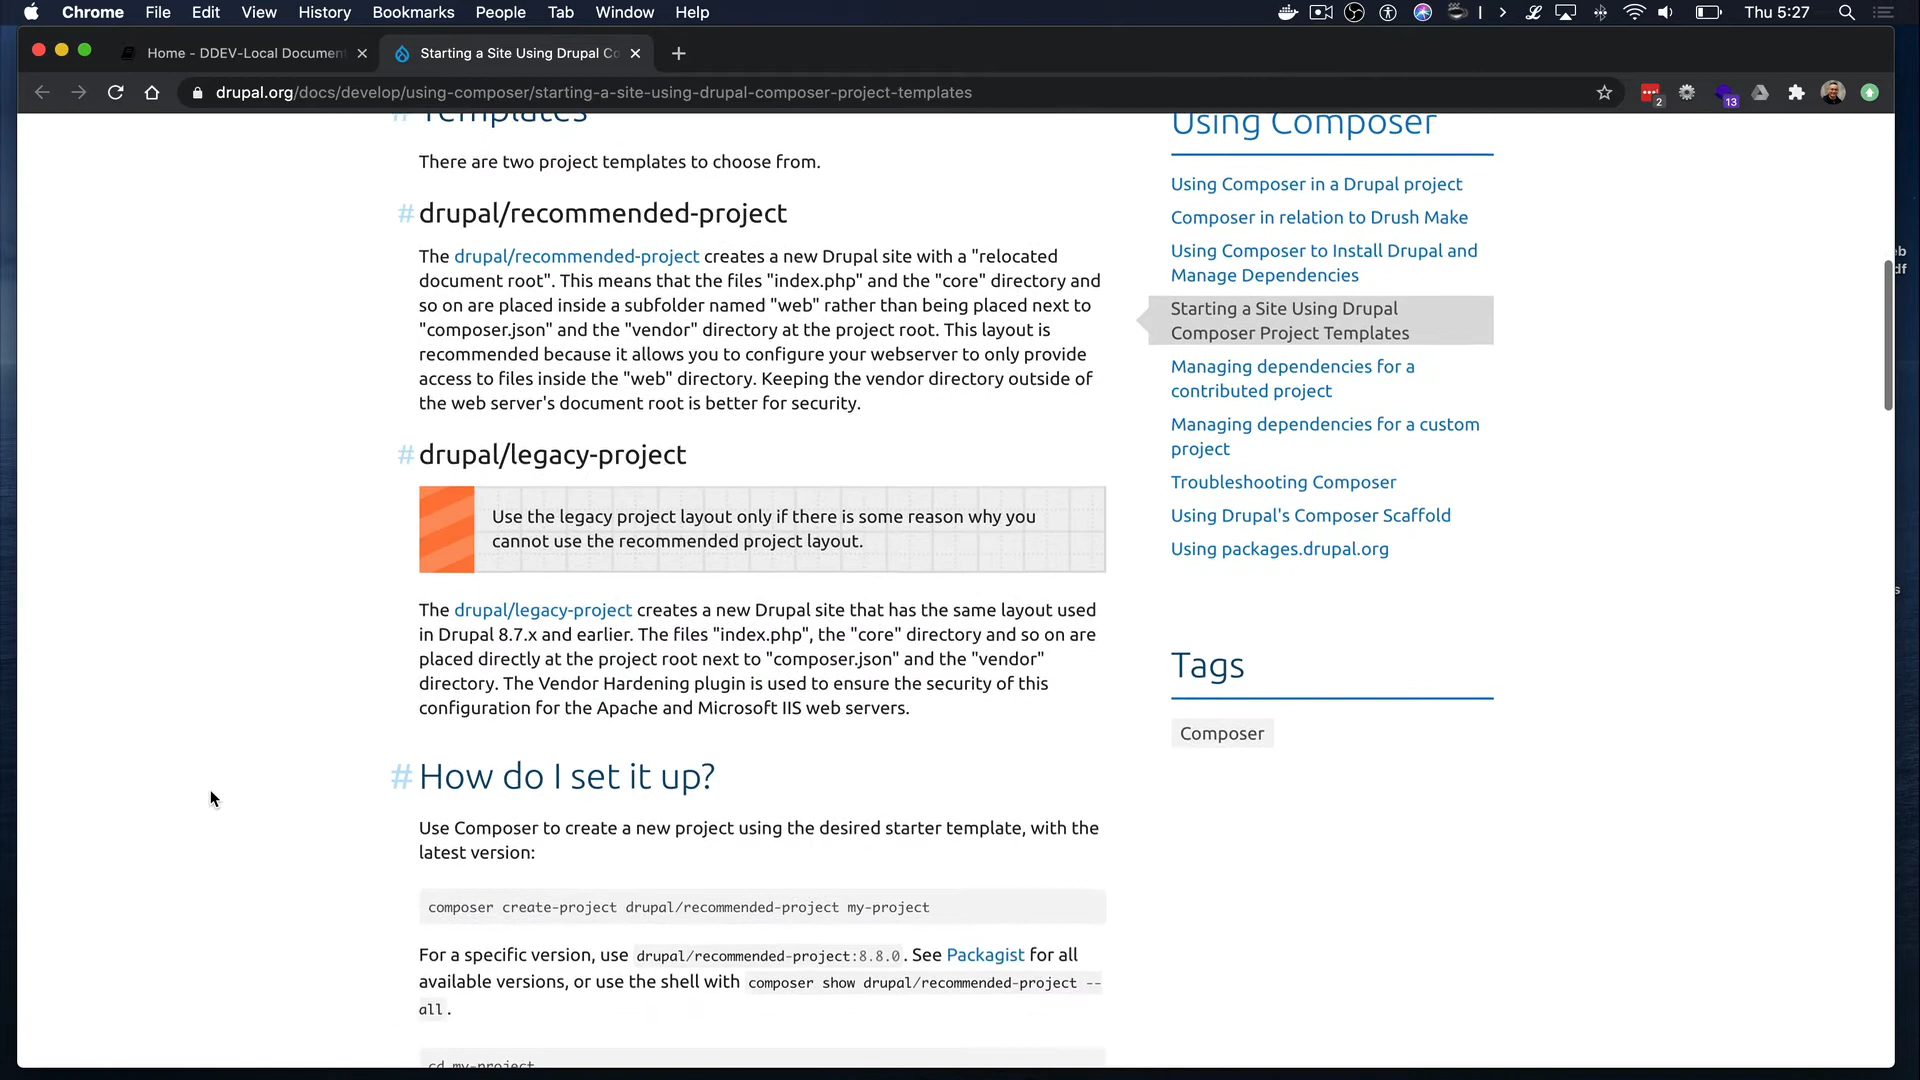 Chrome File Edit View History Bookmarks People Tab Window Help Thu 5:27
Home - DDEV-Local Documen
Starting a Site Using Drupal Co
drupal.org/docs/develop/using-composer/starting-a-site-using-drupal-composer-project-templates
2
13
# Templates
There are two project templates to choose from.
# drupal/recommended-project
The drupal/recommended-project creates a new Drupal site with a "relocated
document root". This means that the files "index.php" and the "core" directory and
so on are placed inside a subfolder named "web" rather than being placed next to
"composer.json" and the "vendor" directory at the project root. This layout is
recommended because it allows you to configure your webserver to only provide
access to files inside the "web" directory. Keeping the vendor directory outside of
the web server's document root is better for security.
# drupal/legacy-project
Use the legacy project layout only if there is some reason why you
cannot use the recommended project layout.
The drupal/legacy-project creates a new Drupal site that has the same layout used
in Drupal 8.7.x and earlier. The files "index.php", the "core" directory and so on are
placed directly at the project root next to "composer.json" and the "vendor"
directory. The Vendor Hardening plugin is used to ensure the security of this
configuration for the Apache and Microsoft IIS web servers.
# How do I set it up?
Use Composer to create a new project using the desired starter template, with the
latest version:
composer create-project drupal/recommended-project my-project
For a specific version, use drupal/recommended-project:8.8.0. See Packagist for all
available versions, or use the shell with composer show drupal/recommended-project --
all.
cd my-project
Using Composer
Using Composer in a Drupal project
Composer in relation to Drush Make
Using Composer to Install Drupal and
Manage Dependencies
Starting a Site Using Drupal
Composer Project Templates
Managing dependencies for a
contributed project
Managing dependencies for a custom
project
Troubleshooting Composer
Using Drupal's Composer Scaffold
Using packages.drupal.org
Tags
Composer